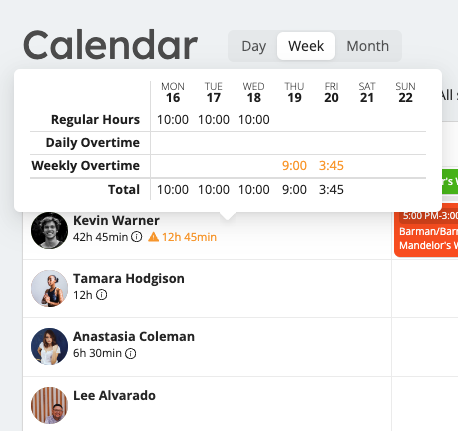 Calendar
Day Week Month
MON TUE WED THU FRI SAT SUN
16 17 18 19 20 21 22
Regular Hours 10:00 10:00 10:00
Daily Overtime
Weekly Overtime 9:00 3:45
Total 10:00 10:00 10:00 9:00 3:45
Kevin Warner
42h 45min 12h 45min
5:00 PM-3:00
Barman/Barn
Mandelor's W
Tamara Hodgison
12h
Anastasia Coleman
6h 30min
Lee Alvarado